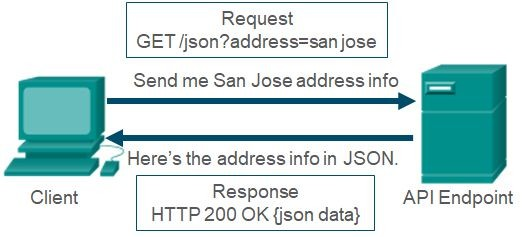 Request
GET /json?address=san jose
Send me San Jose address info
Here's the address info in JSON.
Client
API Endpoint
Response
HTTP 200 OK {json data}